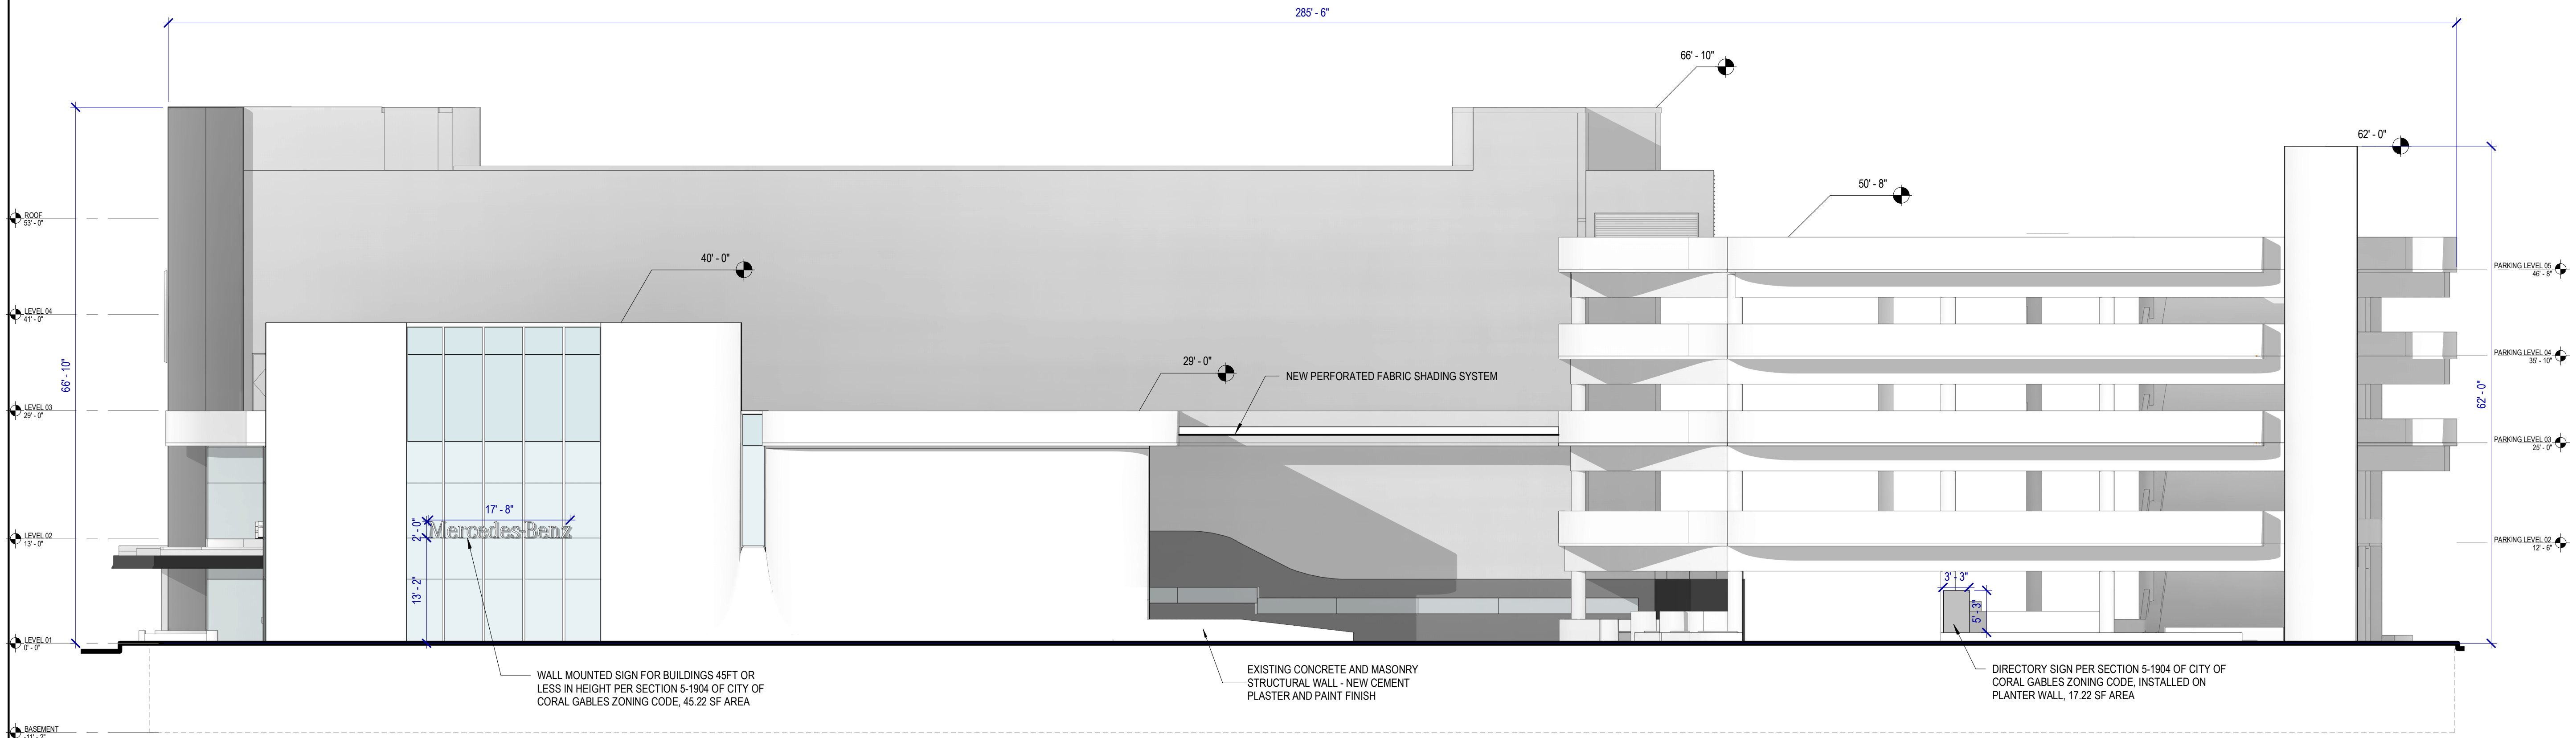 285' - 6"
66' - 10"
62' - 0"
50' - 8"
ROOF
53' - 0"
40' - 0"
PARKING LEVEL 05
46' - 8"
LEVEL 04
41' - 0"
29' - 0"
NEW PERFORATED FABRIC SHADING SYSTEM
PARKING LEVEL 04
35' - 10"
66' - 10"
62' - 0"
LEVEL 03
29' - 0"
PARKING LEVEL 03
25' - 0"
17' - 8"
2' - 0"
Mercedes-Benz
LEVEL 02
13' - 0"
PARKING LEVEL 02
12' - 6"
13' - 2"
3' - 3"
5' - 3"
LEVEL 01
0' - 0"
WALL MOUNTED SIGN FOR BUILDINGS 45FT OR
LESS IN HEIGHT PER SECTION 5-1904 OF CITY OF
CORAL GABLES ZONING CODE, 45.22 SF AREA
EXISTING CONCRETE AND MASONRY
STRUCTURAL WALL - NEW CEMENT
PLASTER AND PAINT FINISH
DIRECTORY SIGN PER SECTION 5-1904 OF CITY OF
CORAL GABLES ZONING CODE, INSTALLED ON
PLANTER WALL, 17.22 SF AREA
BASEMENT
-11' - 2"